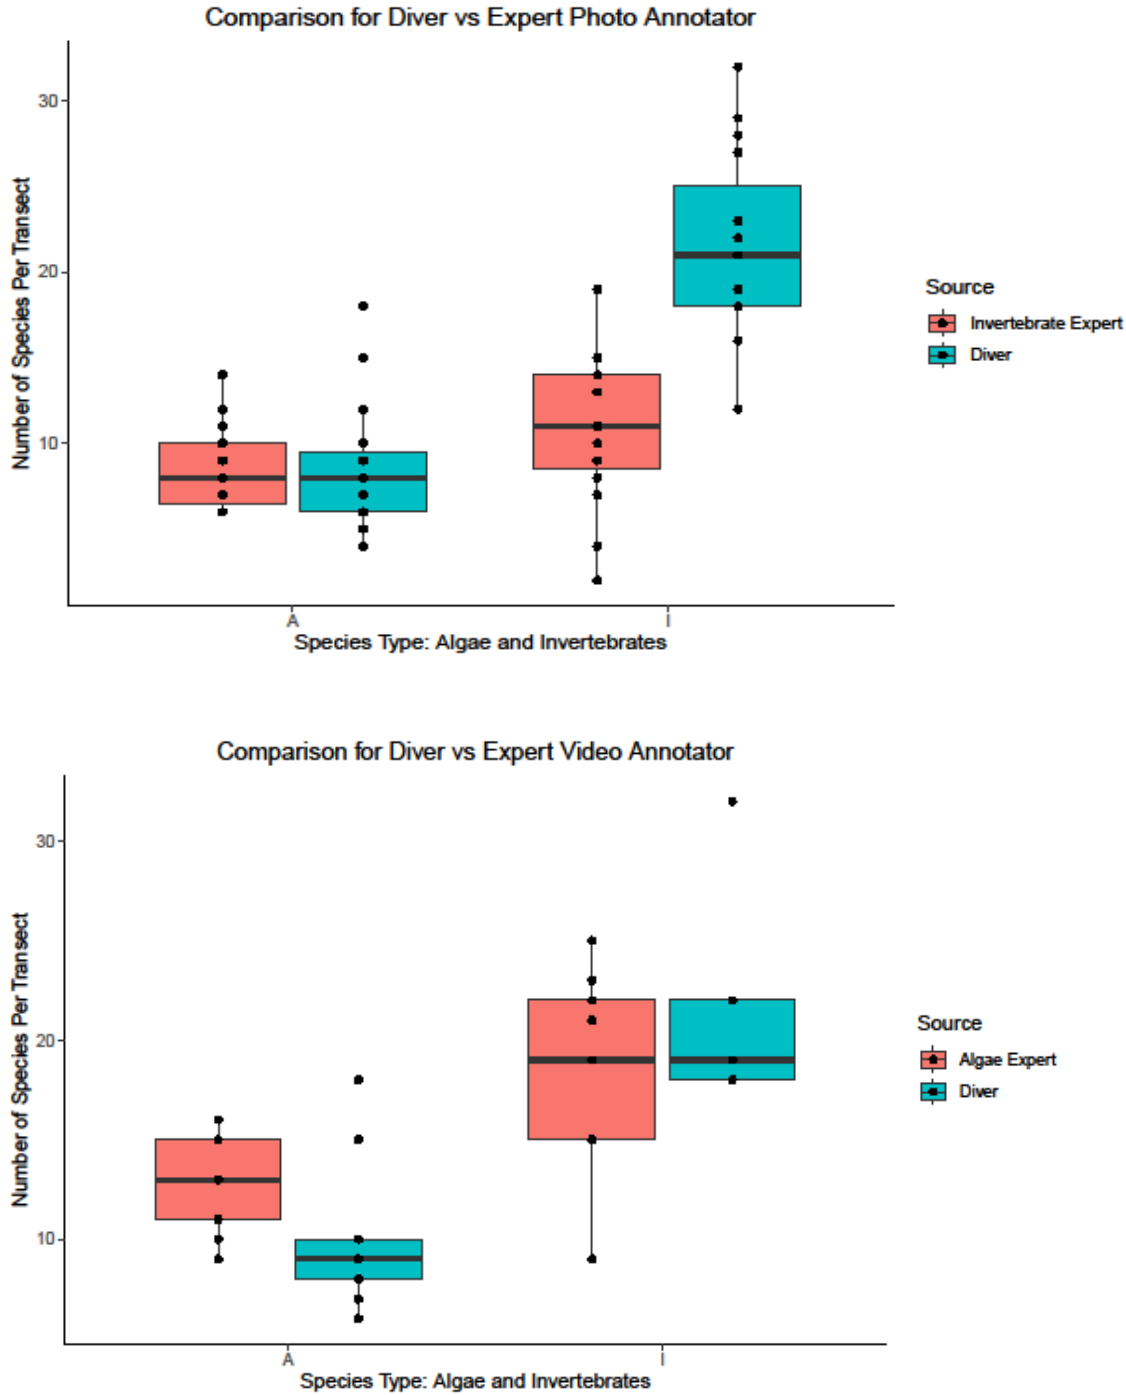 Comparison for Diver vs Expert Photo Annotator
Number of Species Per Transect
30
20
10
A
I
Species Type: Algae and Invertebrates
Source
Invertebrate Expert
Diver
Comparison for Diver vs Expert Video Annotator
Number of Species Per Transect
30
20
10
A
I
Species Type: Algae and Invertebrates
Source
Algae Expert
Diver